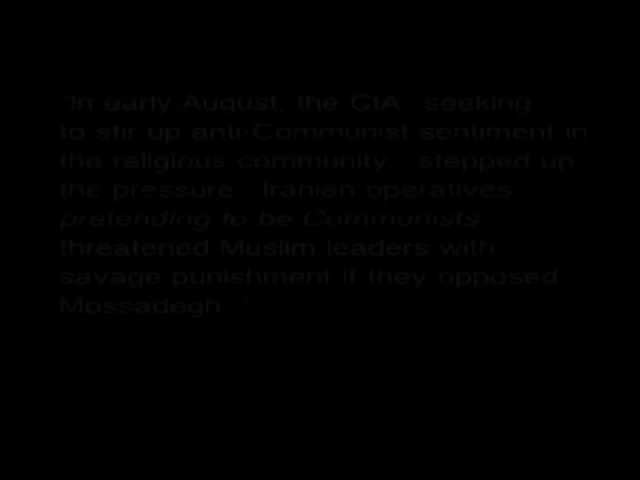 "In early August, the CIA... seeking
to stir up anti-Communist sentiment in
the religious community... stepped up
the pressure. Iranian operatives
pretending to be Communists
threatened Muslim leaders with
savage punishment if they opposed
Mossadegh..."